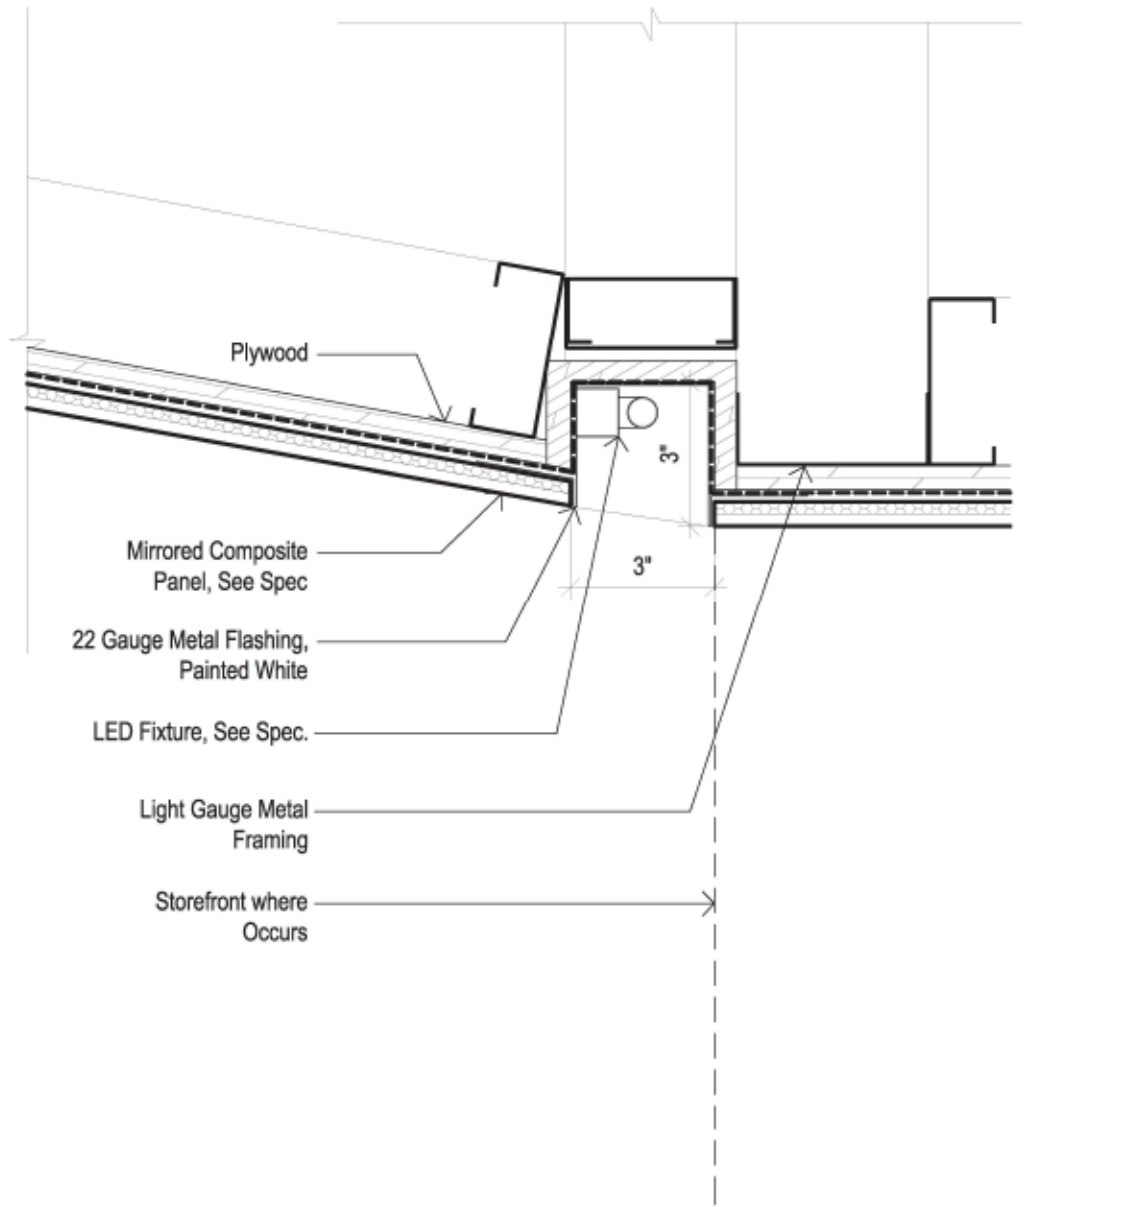 Plywood
3"
Mirrored Composite
Panel, See Spec
3"
22 Gauge Metal Flashing,
Painted White
LED Fixture, See Spec.
Light Gauge Metal
Framing
Storefront where
Occurs